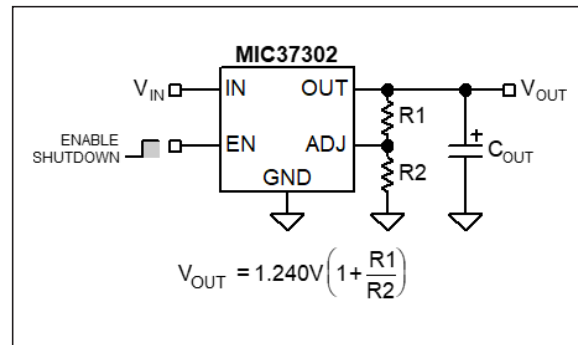 MIC37302
V_IN IN OUT V_OUT
R1
ENABLE
SHUTDOWN EN ADJ
C_OUT
+
R2
GND
V_OUT = 1.240V(1+R1/R2)